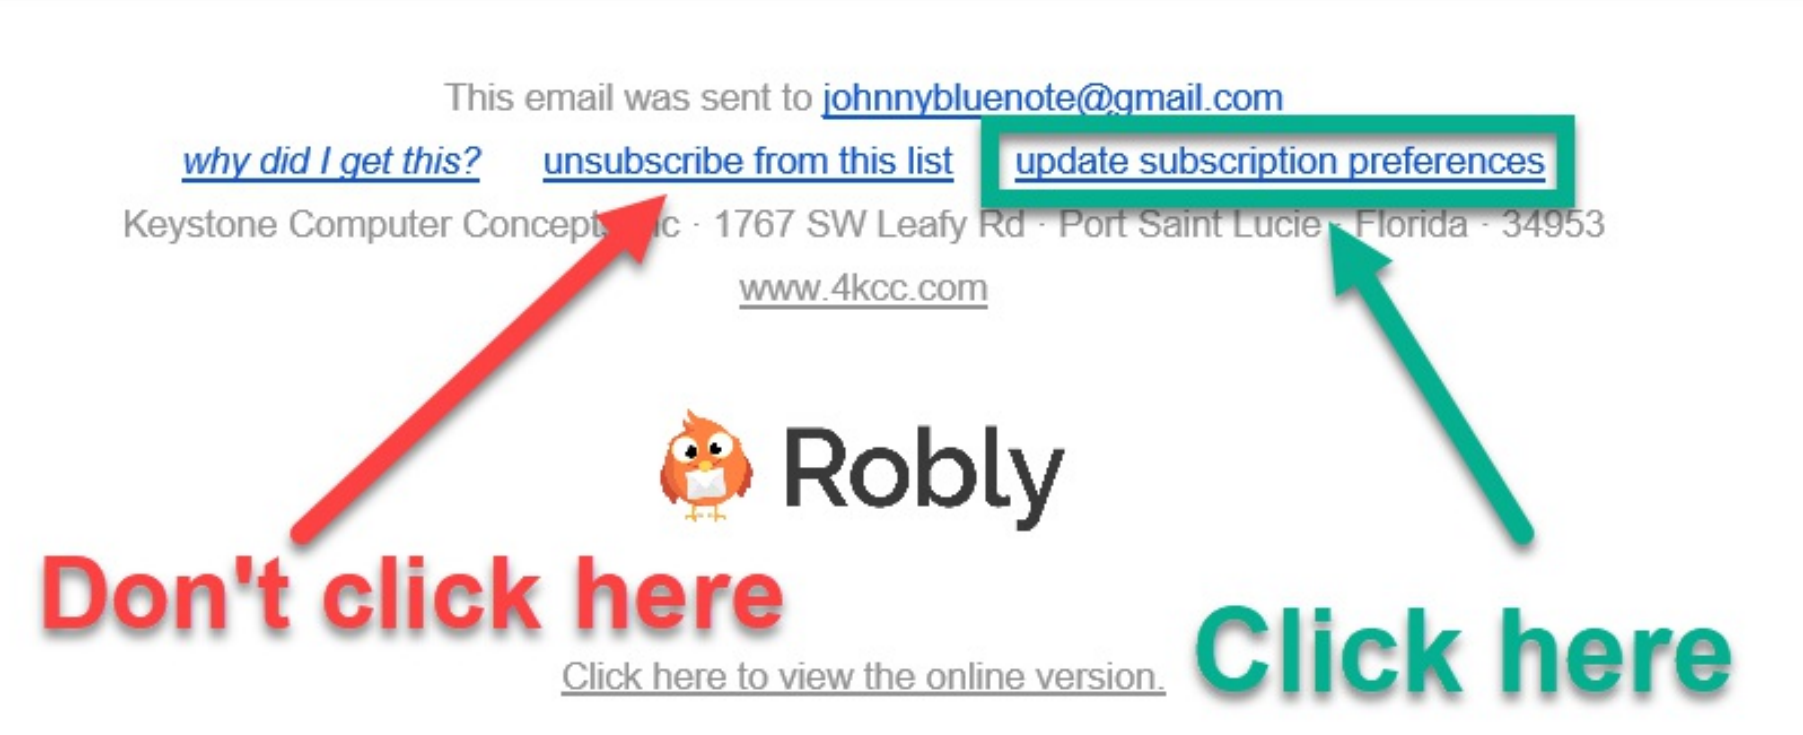 This email was sent to johnnybluenote@gmail.com
why did I get this? unsubscribe from this list update subscription preferences
Keystone Computer Concept nc · 1767 SW Leafy Rd · Port Saint Lucie · Florida · 34953
www.4kcc.com
Robly
Don't click here
Click here
Click here to view the online version.